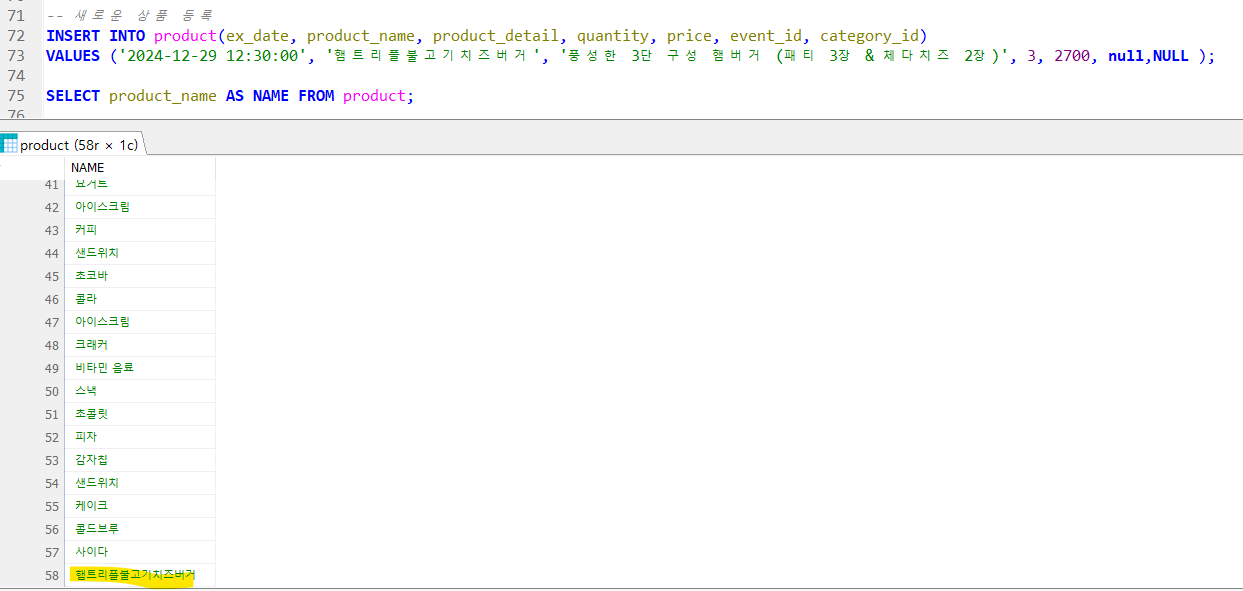 71 -- 새로운 상품 등록
72 INSERT INTO product(ex_date, product_name, product_detail, quantity, price, event_id, category_id)
73 VALUES ('2024-12-29 12:30:00', '햄트리플불고기치즈버거', '풍성한 3단 구성 햄버거 (패티 3장 & 체다치즈 2장)', 3, 2700, null,NULL );
74
75 SELECT product_name AS NAME FROM product;
76
product (58r × 1c)
NAME
41 요거트
42 아이스크림
43 커피
44 샌드위치
45 초코바
46 콜라
47 아이스크림
48 크래커
49 비타민 음료
50 스낵
51 초콜릿
52 피자
53 감자칩
54 샌드위치
55 케이크
56 콜드브루
57 사이다
58 햄트리플불고기치즈버거